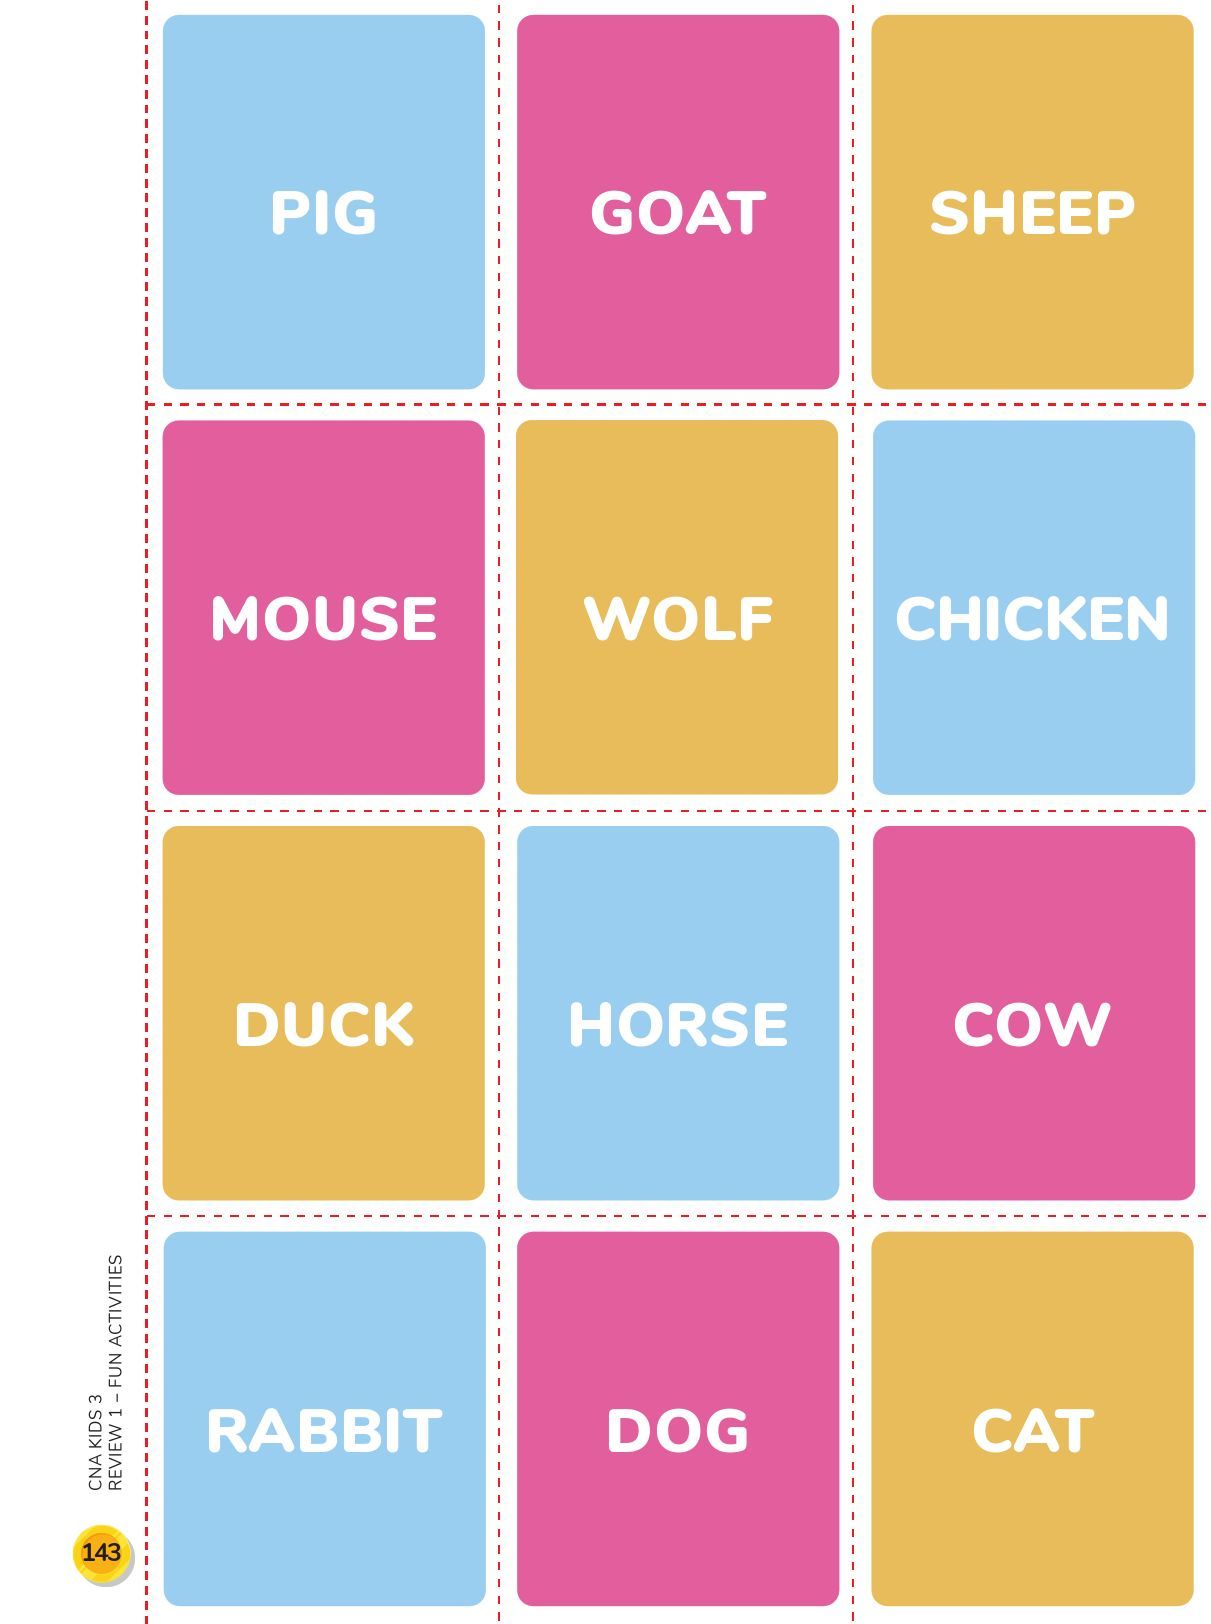 PIG
GOAT
SHEEP
MOUSE
WOLF
CHICKEN
DUCK
HORSE
COW
RABBIT
DOG
CAT
CNA KIDS 3
REVIEW 1 – FUN ACTIVITIES
143